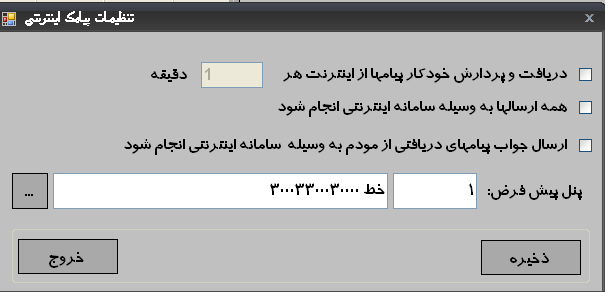 تنظیمات پیامک اینترنتی
دریافت و پردارش خودکار پیامها از اینترنت هر 1 دقیقه
همه ارسالها به وسیله سامانه اینترنتی انجام شود
ارسال جواب پیامهای دریافتی از مودم به وسیله سامانه اینترنتی انجام شود
پنل پیش فرض: ۱ خط ۳۰۰۰۳۳۰۰۰۳۰۰۰۰ ...
ذخیره خروج